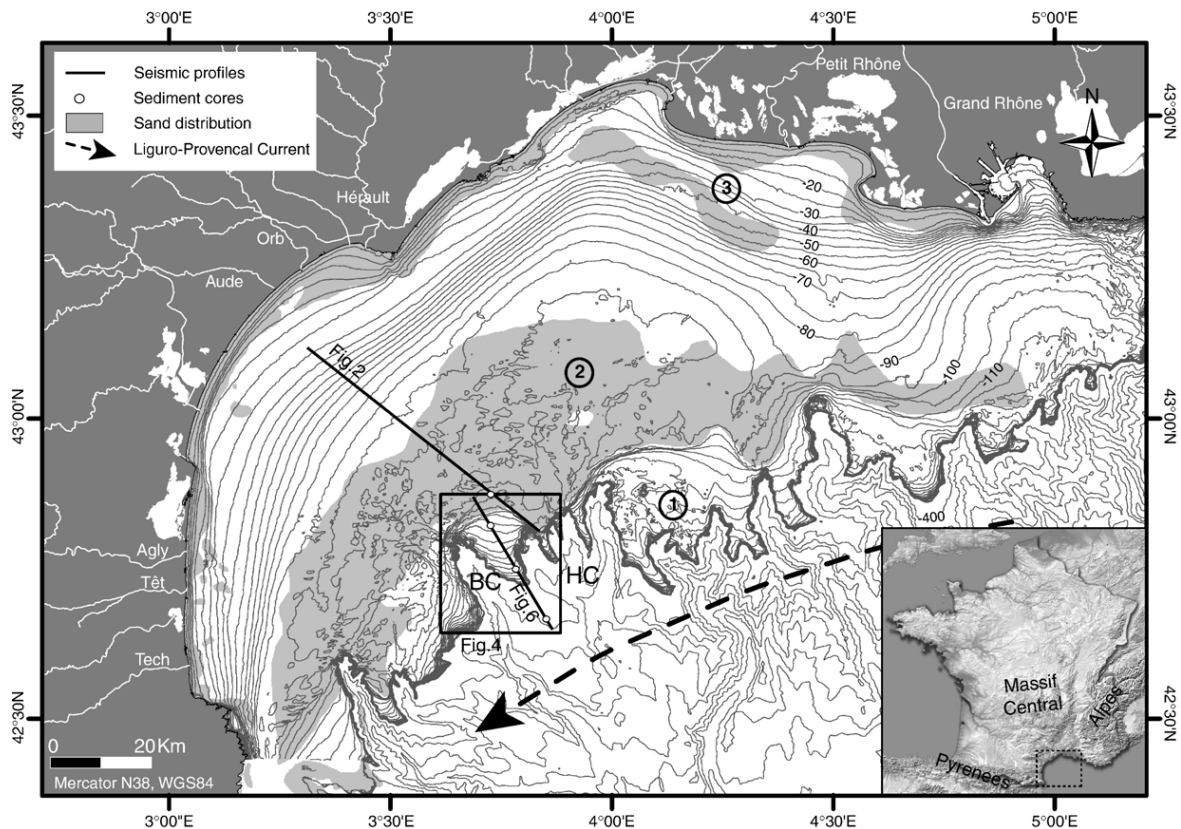 3°00'E
3°30'E
4°00'E
4°30'E
5°00'E
Seismic profiles
Sediment cores
Sand distribution
Liguro-Provencal Current
Petit Rhône
Grand Rhône
N
43°30'N
43°30'N
Hérault
Orb
Aude
3
-20
-30
-40
-50
-60
-70
-80
-90
-100
-110
Fig.2
2
43°00'N
43°00'N
1
-400
Agly
Têt
Tech
BC
HC
Fig.6
Fig.4
42°30'N
42°30'N
Massif
Central
Alpes
Pyrenees
0 20Km
Mercator N38, WGS84
3°00'E
3°30'E
4°00'E
4°30'E
5°00'E